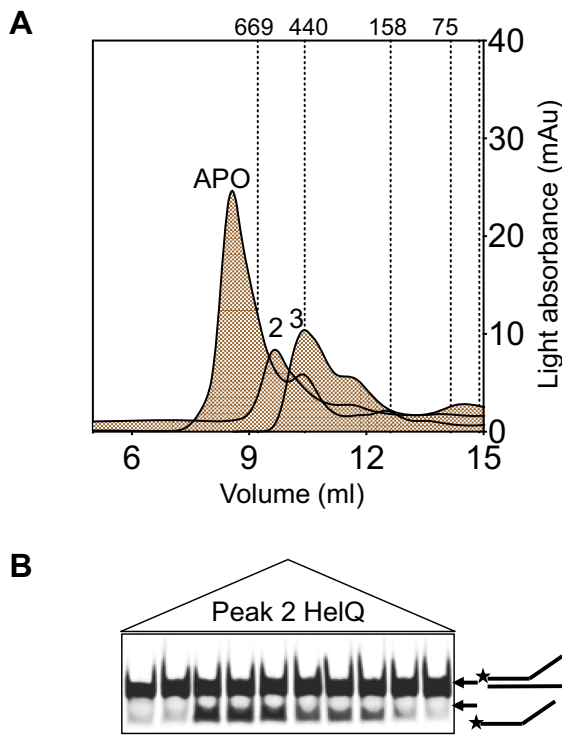 A
669 440 158 75
40
APO
30
20
2 3
10
0
Light absorbance (mAu)
6 9 12 15
Volume (ml)
B
Peak 2 HelQ